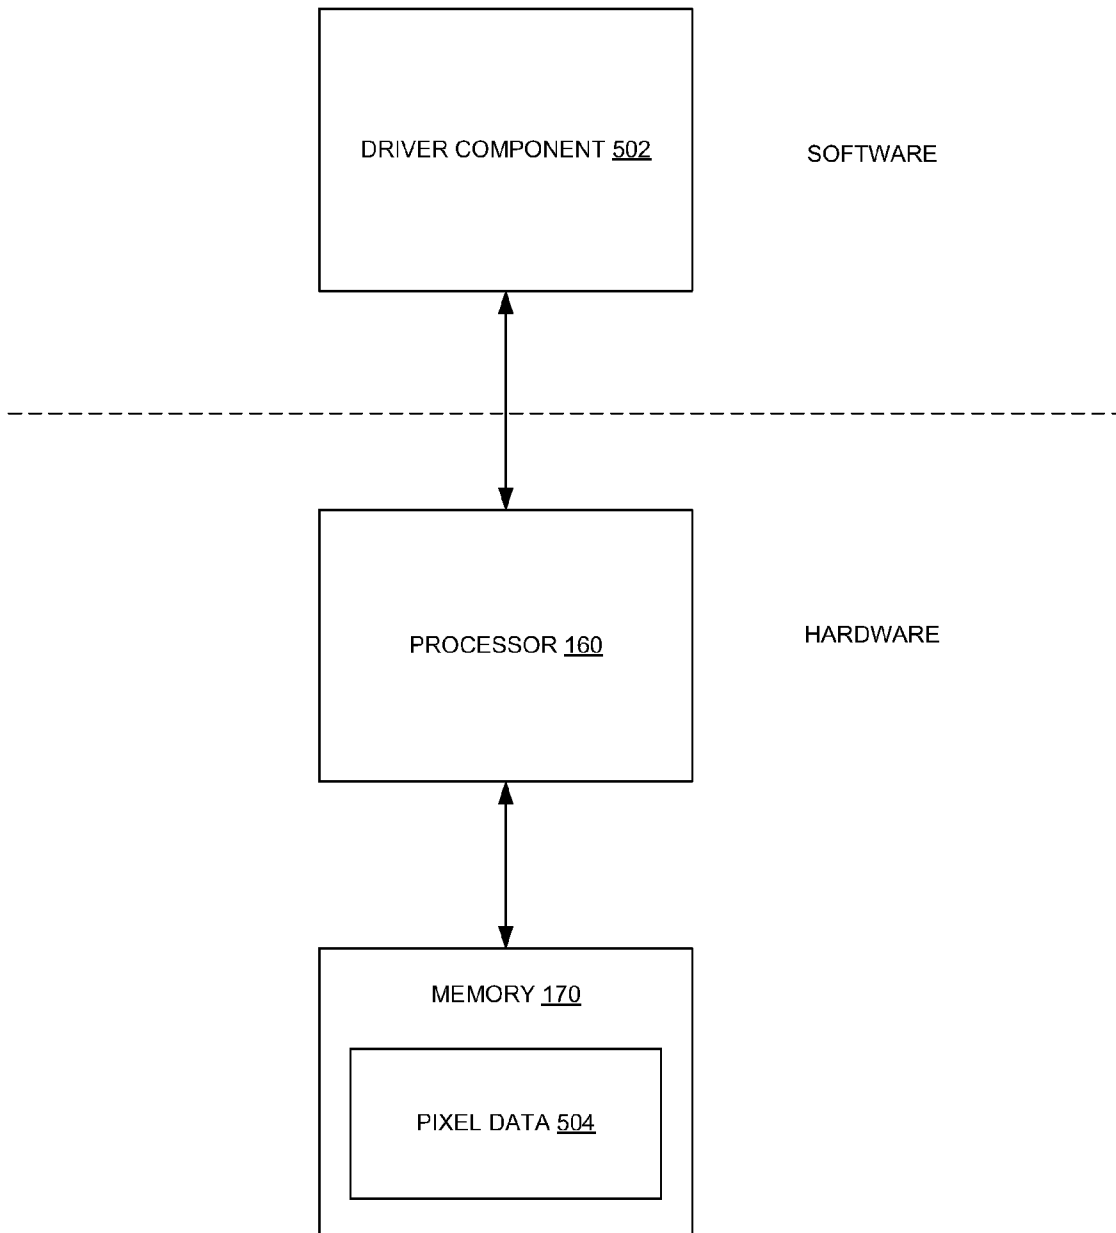 DRIVER COMPONENT 502
SOFTWARE
PROCESSOR 160
HARDWARE
MEMORY 170
PIXEL DATA 504